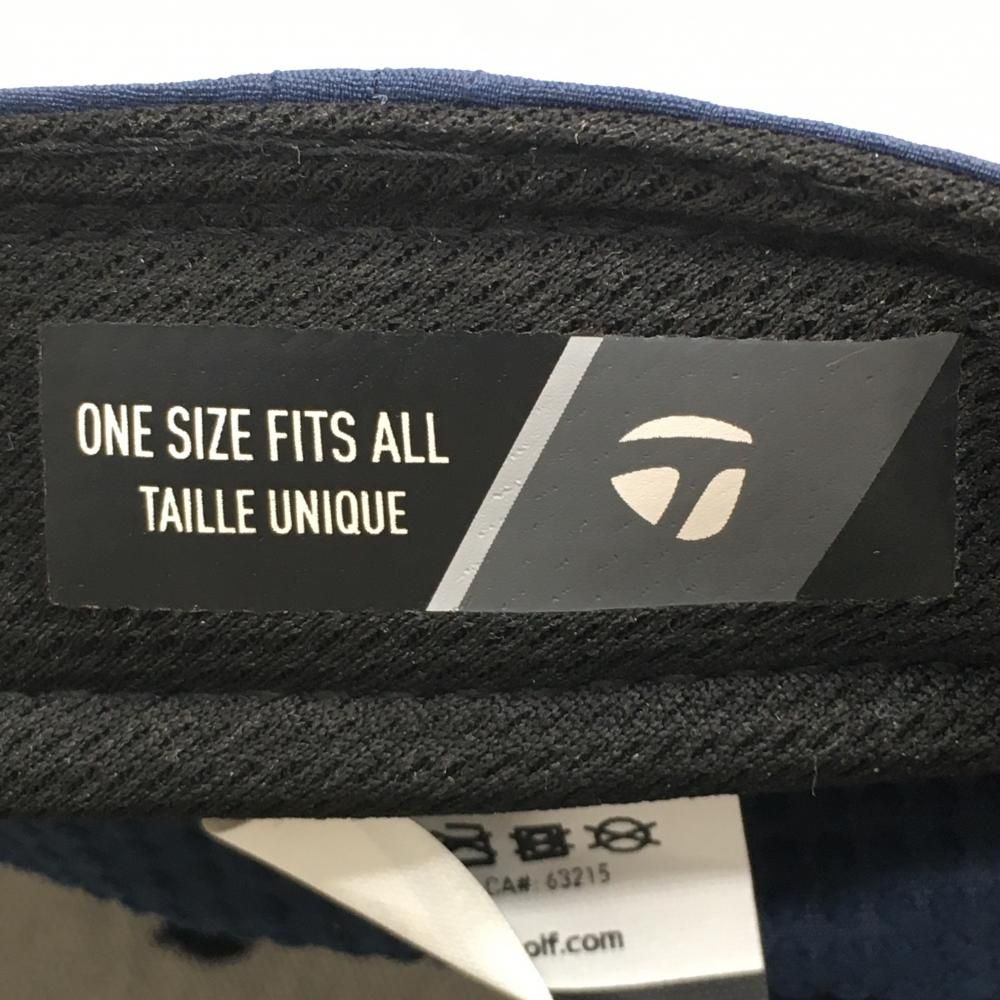 ONE SIZE FITS ALL
TAILLE UNIQUE
CA#: 63215
olf.com